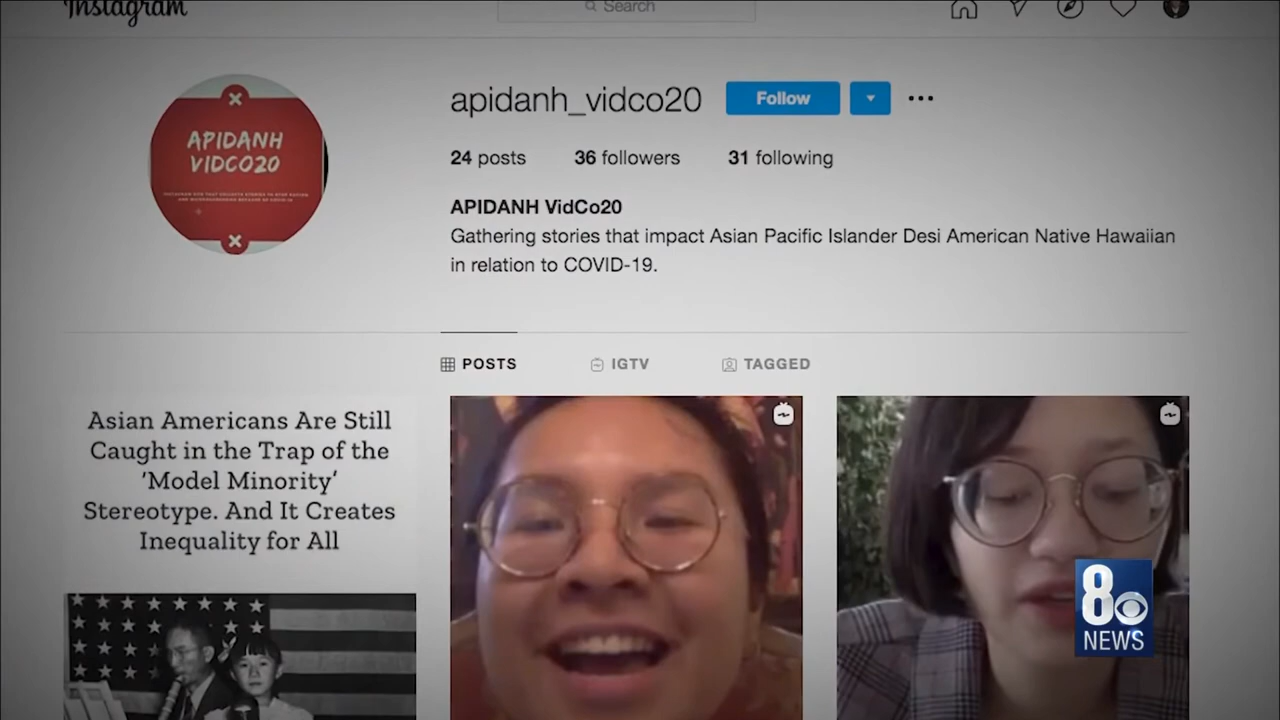 Instagram
Search
apidanh_vidco20 Follow
24 posts 36 followers 31 following
APIDANH
VIDCO20
APIDANH VidCo20
Gathering stories that impact Asian Pacific Islander Desi American Native Hawaiian
in relation to COVID-19.
POSTS IGTV TAGGED
Asian Americans Are Still
Caught in the Trap of the
‘Model Minority’
Stereotype. And It Creates
Inequality for All
8
NEWS